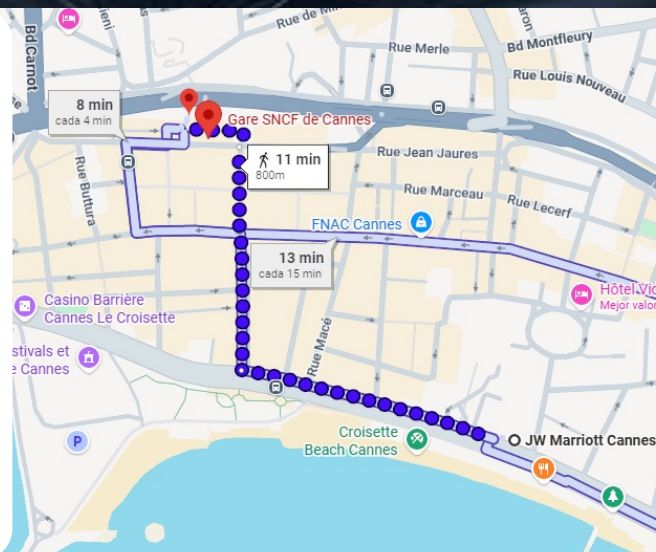 Bd Carnot
Rue Merle
Bd Montfleury
Rue Louis Nouveau
8 min
cada 4 min
Gare SNCF de Cannes
11 min
800m
Rue Jean Jaures
Rue Buttura
Rue Marceau
Rue Lecerf
FNAC Cannes
13 min
cada 15 min
Hôtel Vic
Mejor valor
Casino Barrière
Cannes Le Croisette
Rue Macé
stivals et
e Cannes
P
Croisette
Beach Cannes
JW Marriott Cannes